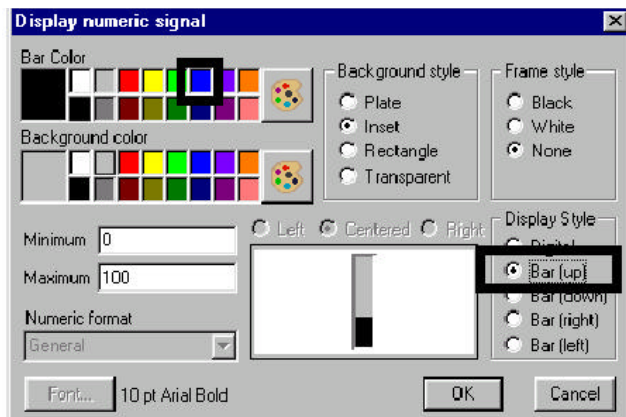 Display numeric signal
Bar Color
Background color
Background style
Plate
Inset
Rectangle
Transparent
Frame style
Black
White
None
Minimum 0
Maximum 100
Numeric format
General
Left Centered Right
Display Style
Digital
Bar (up)
Bar (down)
Bar (right)
Bar (left)
Font... 10 pt Arial Bold
OK Cancel